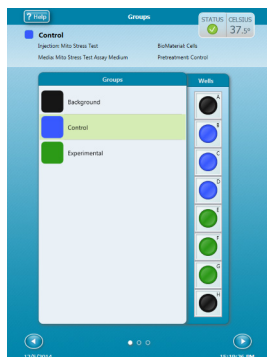 ? Help
Groups
STATUS CELSIUS
37.5°
Control
Injection: Mito Stress Test BioMaterial: Cells
Media: Mito Stress Test Assay Medium Pretreatment: Control
Groups Wells
Background
Control
Experimental
A
B
C
D
E
F
G
H